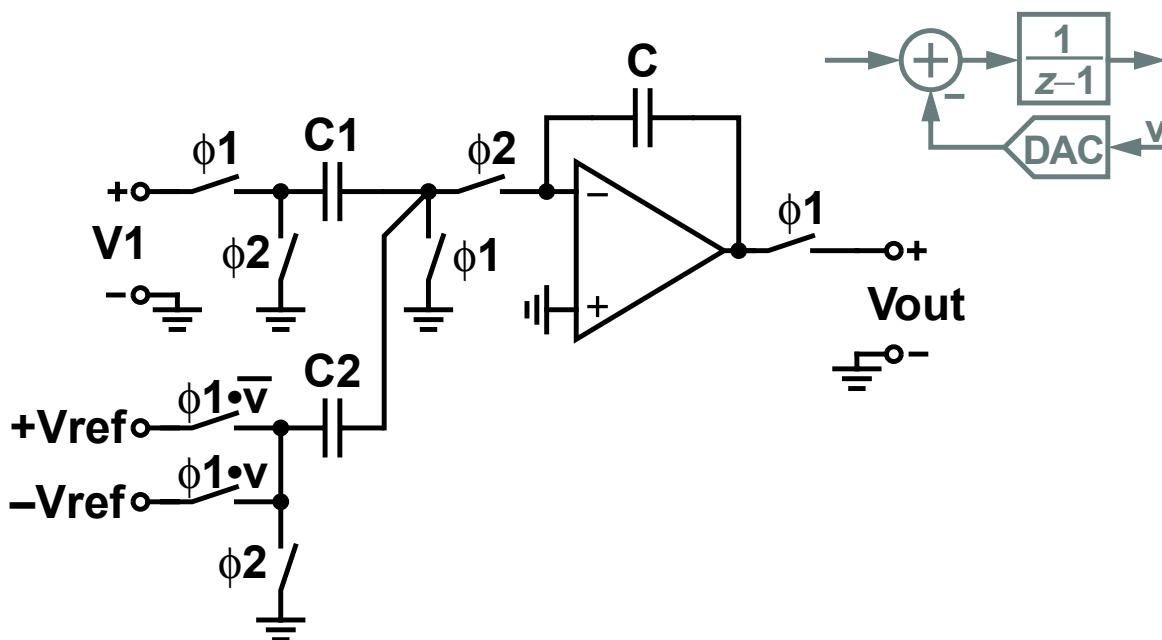 C
+
1
z–1
–
DAC
v
ϕ1
C1
ϕ2
+
V1
–
ϕ2
ϕ1
–
+
ϕ1
+
Vout
–
C2
+Vref
ϕ1•v̅
–Vref
ϕ1•v
ϕ2